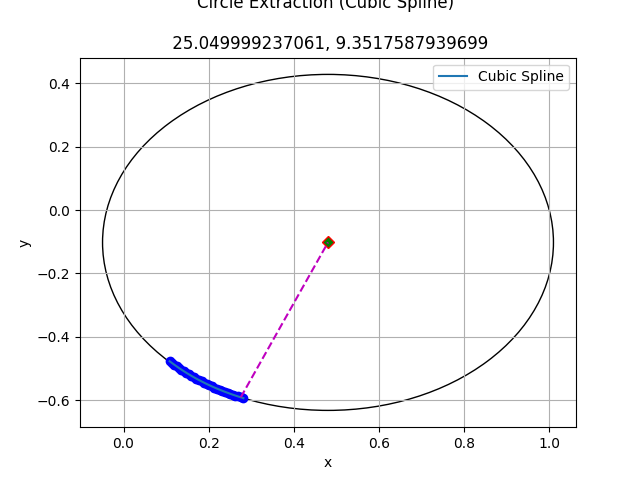 Circle Extraction (Cubic Spline)
25.049999237061, 9.3517587939699
Cubic Spline
0.4
0.2
0.0
−0.2
−0.4
−0.6
y
0.0 0.2 0.4 0.6 0.8 1.0
x